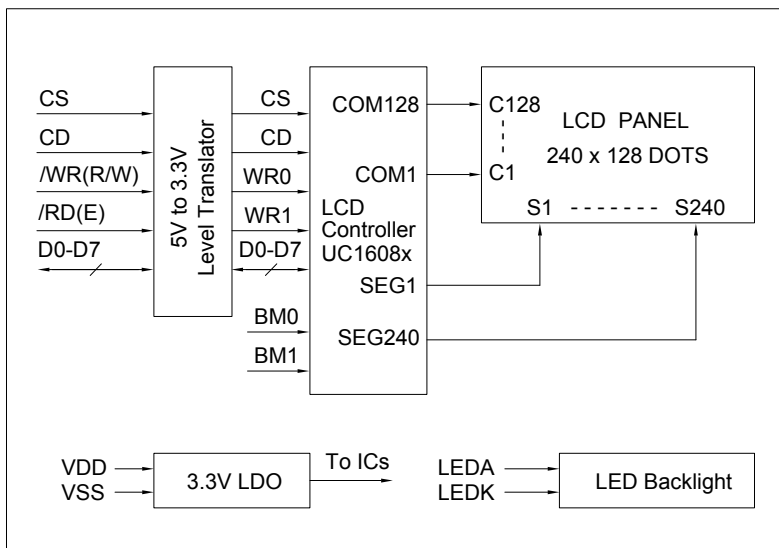 CS
CD
/WR(R/W)
/RD(E)
D0-D7
5V to 3.3V
Level Translator
CS
CD
WR0
WR1
D0-D7
BM0
BM1
COM128
COM1
LCD
Controller
UC1608x
SEG1
SEG240
C128
C1
LCD PANEL
240 x 128 DOTS
S1 S240
VDD
VSS
3.3V LDO
To ICs
LEDA
LEDK
LED Backlight